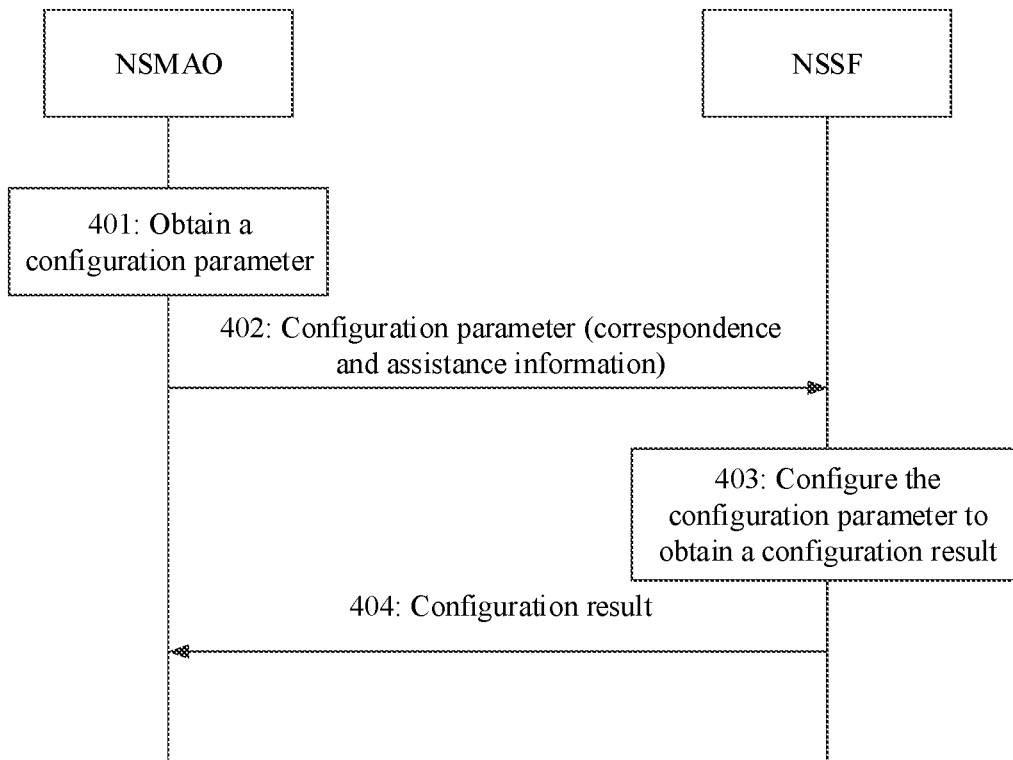 NSMAO
NSSF
401: Obtain a
configuration parameter
402: Configuration parameter (correspondence
and assistance information)
403: Configure the
configuration parameter to
obtain a configuration result
404: Configuration result